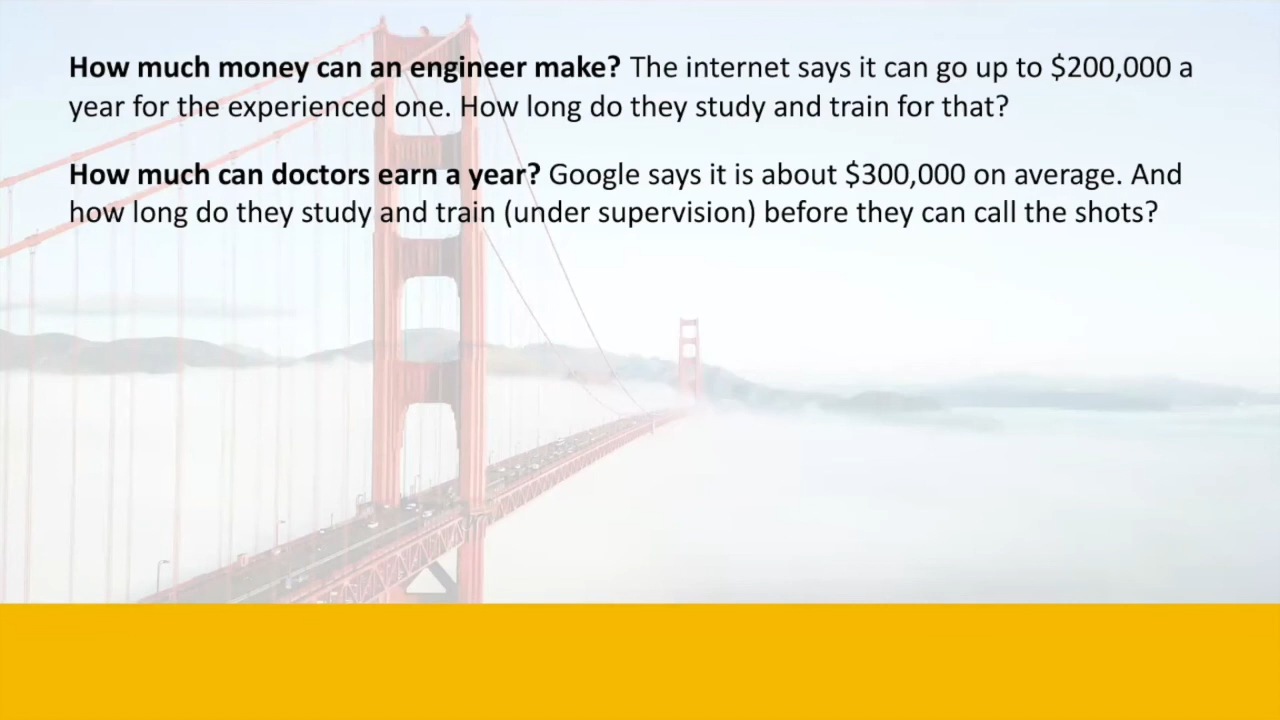 How much money can an engineer make? The internet says it can go up to $200,000 a
year for the experienced one. How long do they study and train for that?
How much can doctors earn a year? Google says it is about $300,000 on average. And
how long do they study and train (under supervision) before they can call the shots?